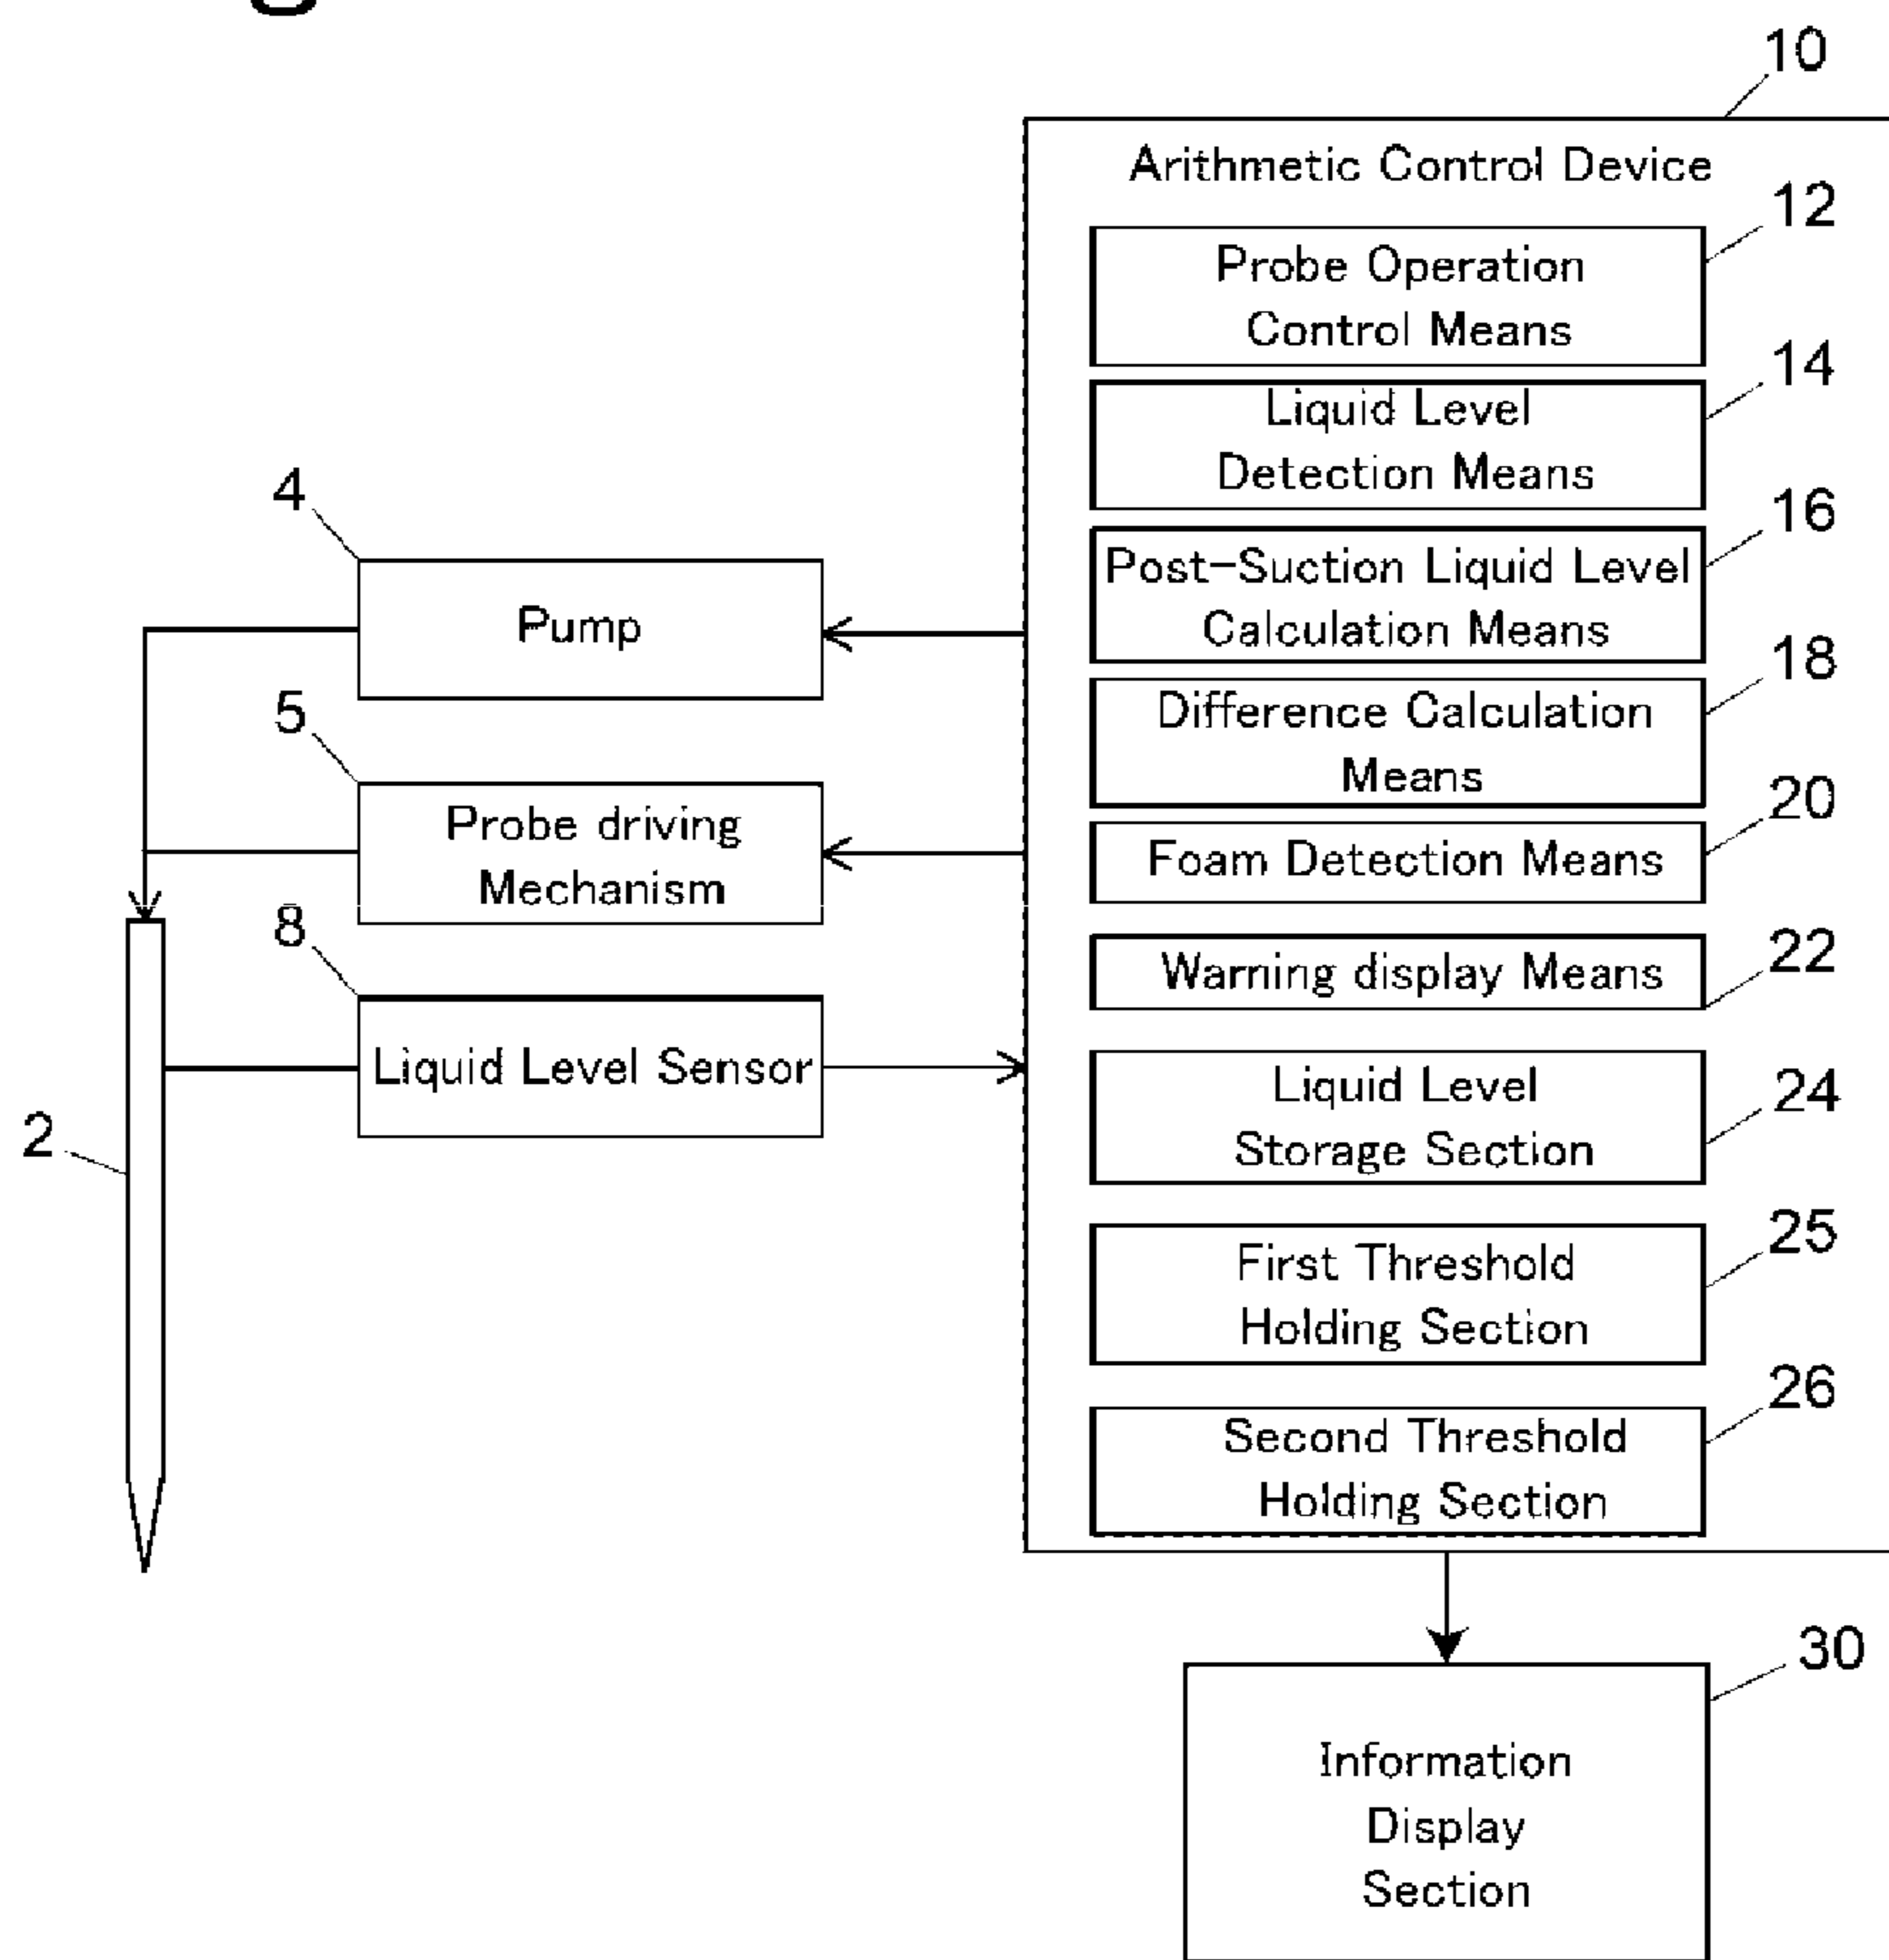 10
Arithmetic Control Device
12
Probe Operation
Control Means
14
Liquid Level
Detection Means
4
16
Post-Suction Liquid Level
Calculation Means
Pump
18
5
Difference Calculation
Means
20
Probe driving
Mechanism
Foam Detection Means
8
22
Warning display Means
Liquid Level Sensor
24
Liquid Level
Storage Section
2
25
First Threshold
Holding Section
26
Second Threshold
Holding Section
30
Information
Display
Section